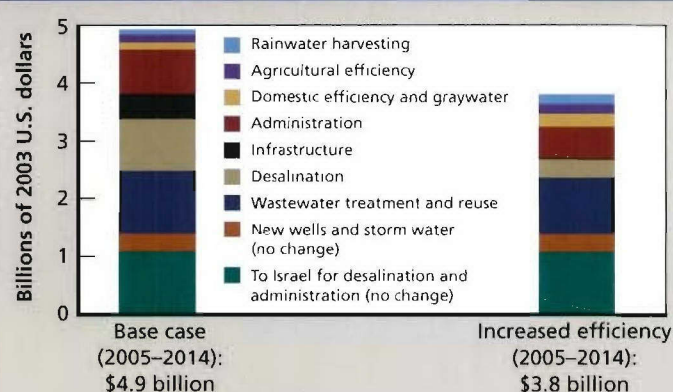 Billions of 2003 U.S. dollars
5
4
3
2
1
0
Rainwater harvesting
Agricultural efficiency
Domestic efficiency and graywater
Administration
Infrastructure
Desalination
Wastewater treatment and reuse
New wells and storm water
(no change)
To Israel for desalination and
administration (no change)
Base case
(2005–2014):
$4.9 billion
Increased efficiency
(2005–2014):
$3.8 billion